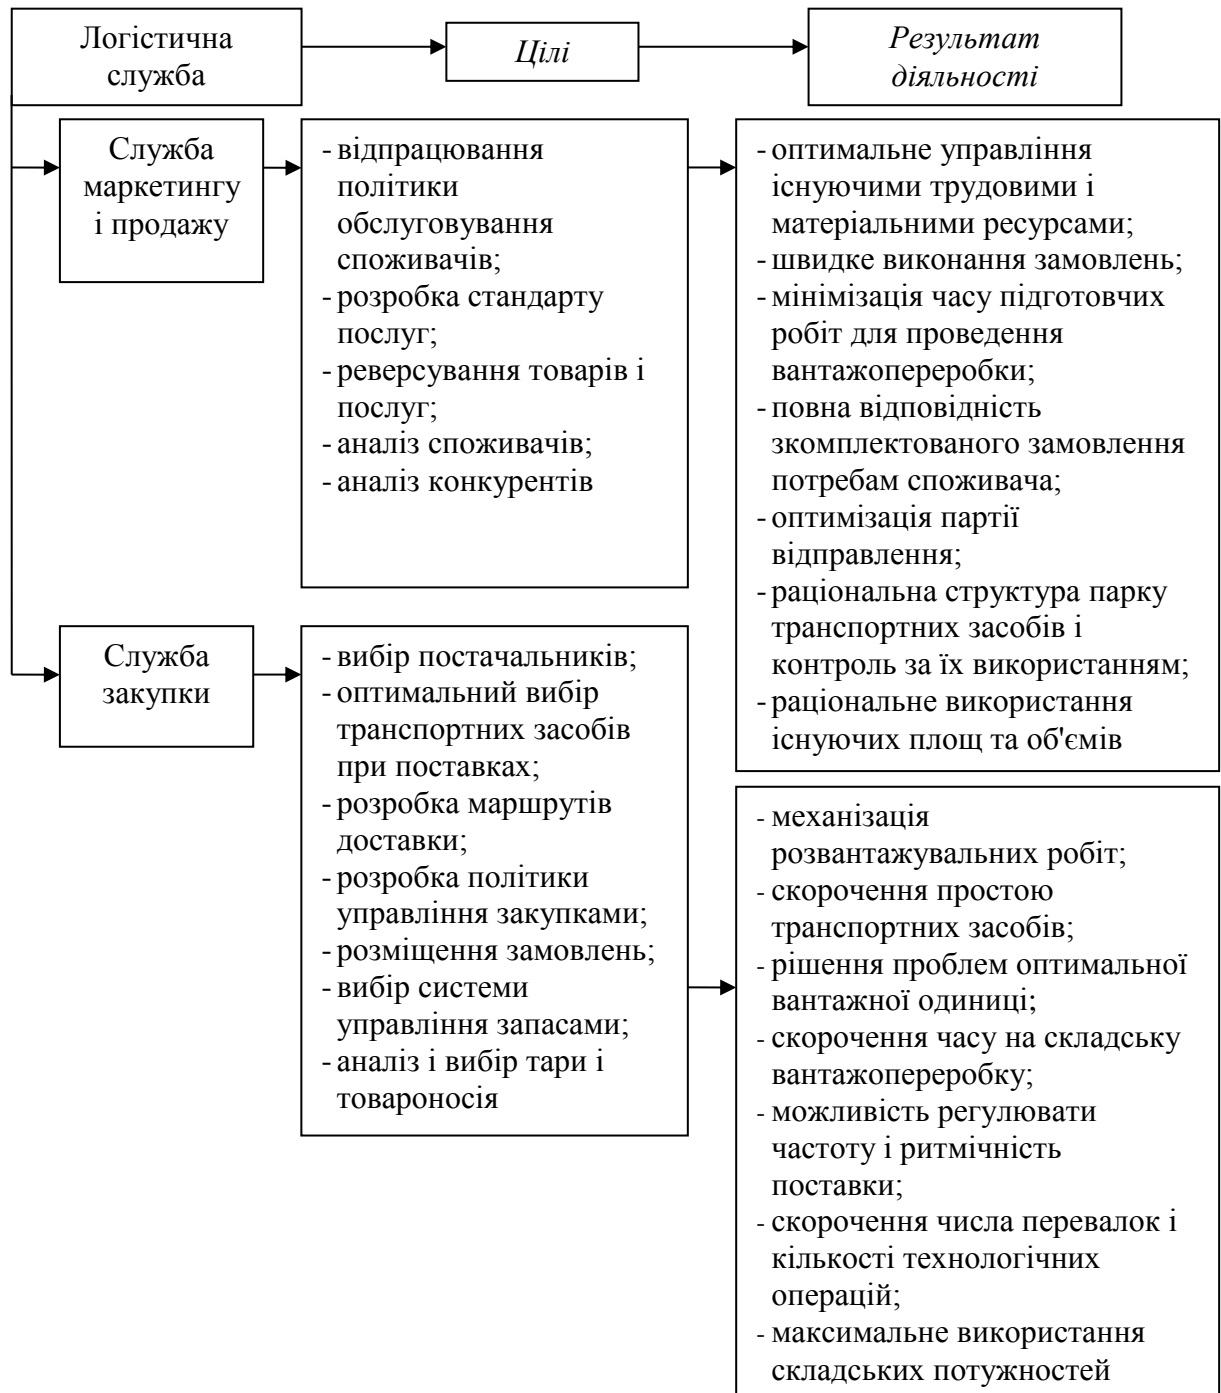 Логістична
служба
Цілі
Результат
діяльності
Служба
маркетингу
і продажу
- відпрацювання
політики
обслуговування
споживачів;
- розробка стандарту
послуг;
- реверсування товарів і
послуг;
- аналіз споживачів;
- аналіз конкурентів
- оптимальне управління
існуючими трудовими і
матеріальними ресурсами;
- швидке виконання замовлень;
- мінімізація часу підготовчих
робіт для проведення
вантажопереробки;
- повна відповідність
зкомплектованого замовлення
потребам споживача;
- оптимізація партії
відправлення;
- раціональна структура парку
транспортних засобів і
контроль за їх використанням;
- раціональне використання
існуючих площ та об'ємів
Служба
закупки
- вибір постачальників;
- оптимальний вибір
транспортних засобів
при поставках;
- розробка маршрутів
доставки;
- розробка політики
управління закупками;
- розміщення замовлень;
- вибір системи
управління запасами;
- аналіз і вибір тари і
товароносія
- механізація
розвантажувальних робіт;
- скорочення простою
транспортних засобів;
- рішення проблем оптимальної
вантажної одиниці;
- скорочення часу на складську
вантажопереробку;
- можливість регулювати
частоту і ритмічність
поставки;
- скорочення числа перевалок і
кількості технологічних
операцій;
- максимальне використання
складських потужностей